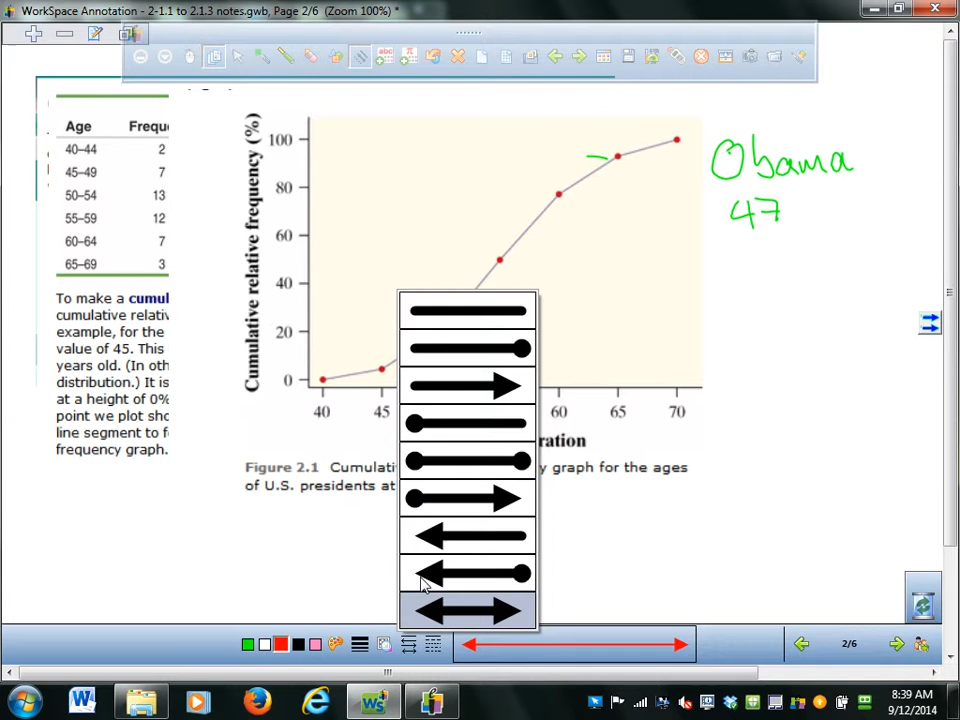 WorkSpace Annotation - 2-1.1 to 2.1.3 notes.gwb, Page 2/6 (Zoom 100%) *
abc
π
Age Frequ
40–44 2
45–49 7
50–54 13
55–59 12
60–64 7
65–69 3
To make a cumul
cumulative relativ
example, for the
value of 45. This
years old. (In oth
distribution.) It is
at a height of 0%
point we plot sho
line segment to f
frequency graph.
Cumulative relative frequency (%)
100
80
60
40
20
0
40 45 60 65 70
ration
Figure 2.1 Cumulati y graph for the ages
of U.S. presidents at
Obama
47
2/6
W
WS
8:39 AM
9/12/2014